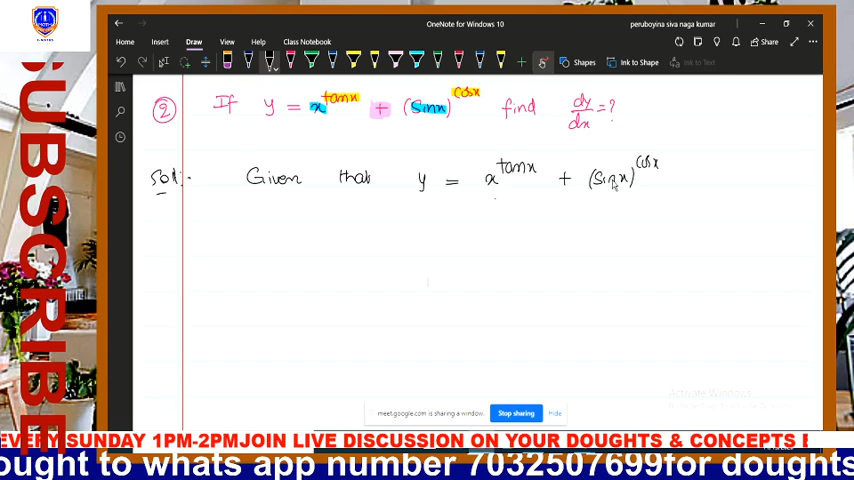 OneNote for Windows 10
peruboyina siva naga kumar
Home Insert Draw View Help Class Notebook
Share
Shapes Ink to Shape Ink to Text
② If y = x^tanx + (Sinx)^Cosx find dy/dx = ?
Sol:- Given that y = x^tanx + (Sinx)^Cosx
SUBSCRIBE
Activate Windows
meet.google.com is sharing a window. Stop sharing Hide
EVERY SUNDAY 1PM-2PMJOIN LIVE DISCUSSION ON YOUR DOUGHTS & CONCEPTS
ought to whats app number 7032507699for doughts